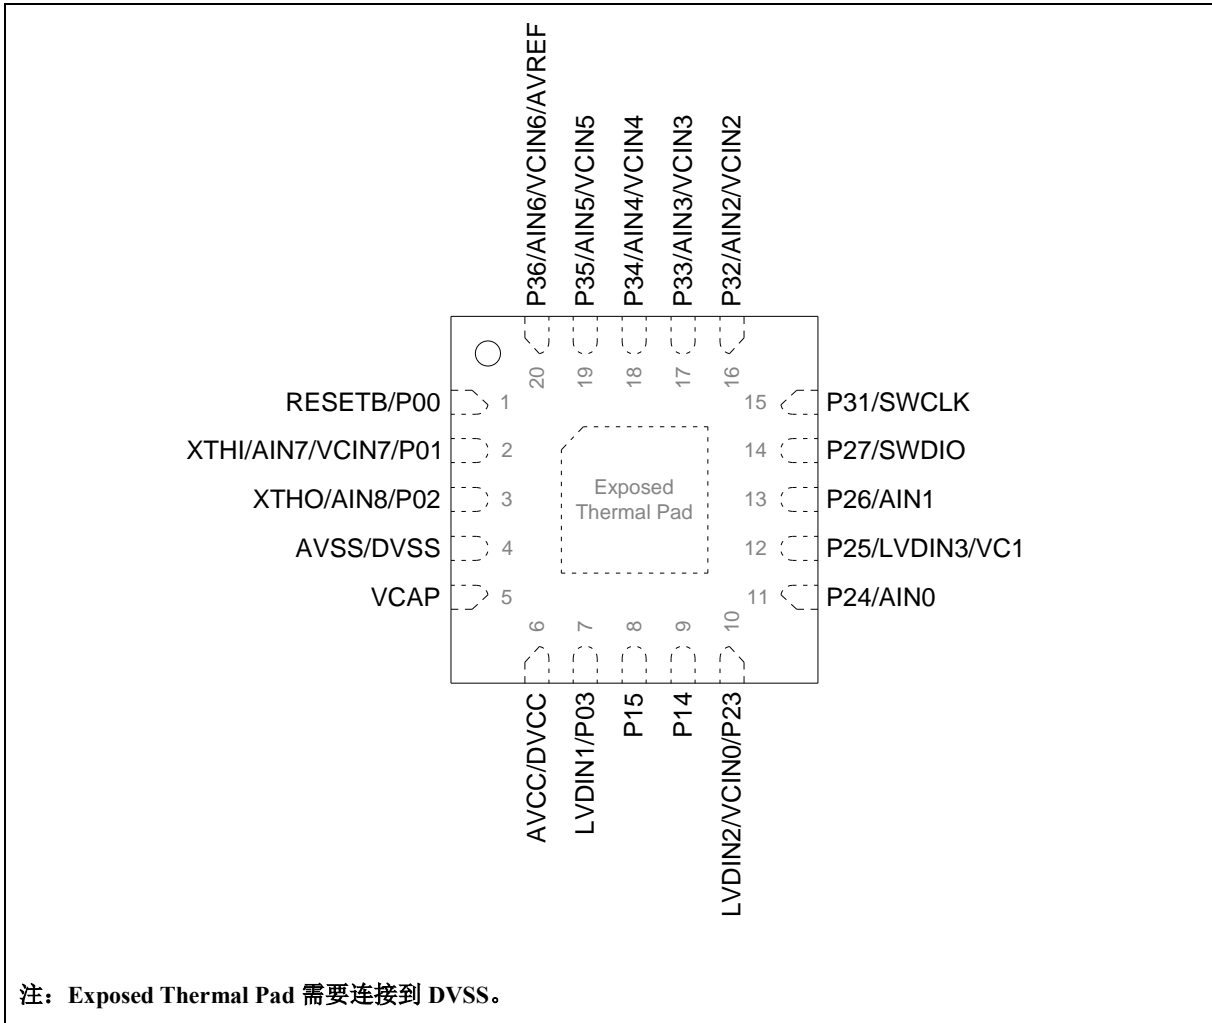 P36/AIN6/VCIN6/AVREF
P35/AIN5/VCIN5
P34/AIN4/VCIN4
P33/AIN3/VCIN3
P32/AIN2/VCIN2
20
19
18
17
16
RESETB/P00
1
XTHI/AIN7/VCIN7/P01
2
XTHO/AIN8/P02
3
AVSS/DVSS
4
VCAP
5
Exposed
Thermal Pad
15
P31/SWCLK
14
P27/SWDIO
13
P26/AIN1
12
P25/LVDIN3/VC1
11
P24/AIN0
6
7
8
9
10
AVCC/DVCC
LVDIN1/P03
P15
P14
LVDIN2/VCIN0/P23
注：Exposed Thermal Pad 需要连接到 DVSS。